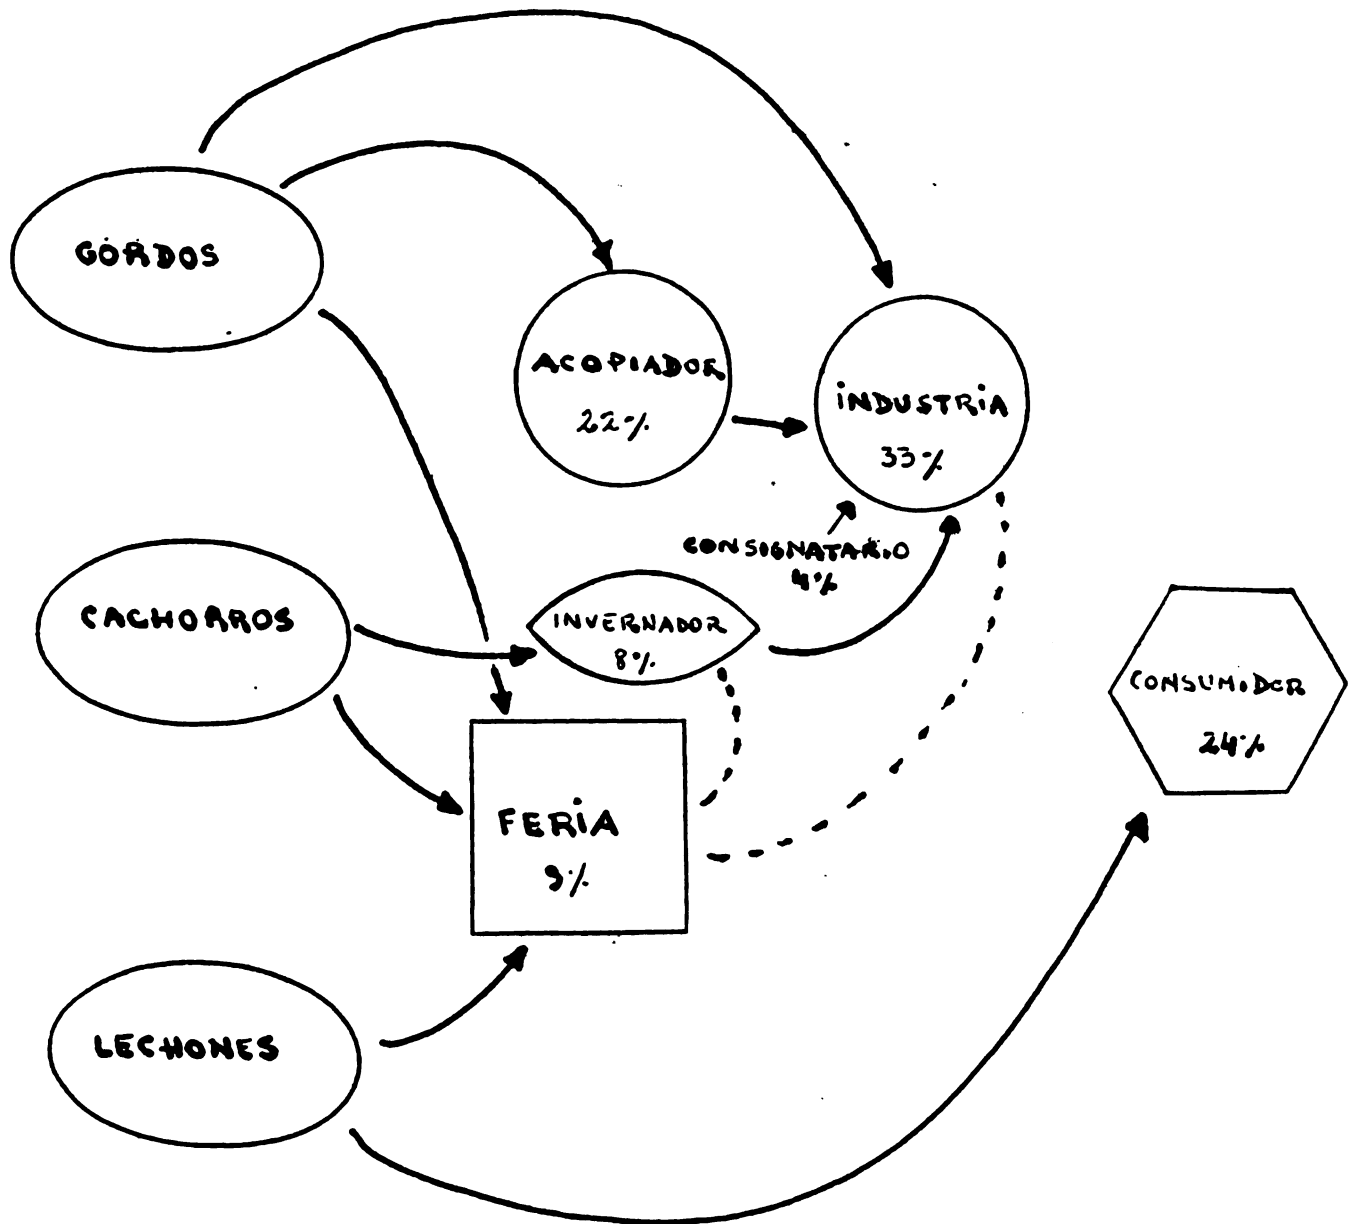 GORDOS
ACOPIADOR
22%
INDUSTRIA
33%
CONSIGNATARIO
4%
CACHORROS
INVERNADOR
8%
CONSUMIDOR
24%
FERIA
9%
LECHONES